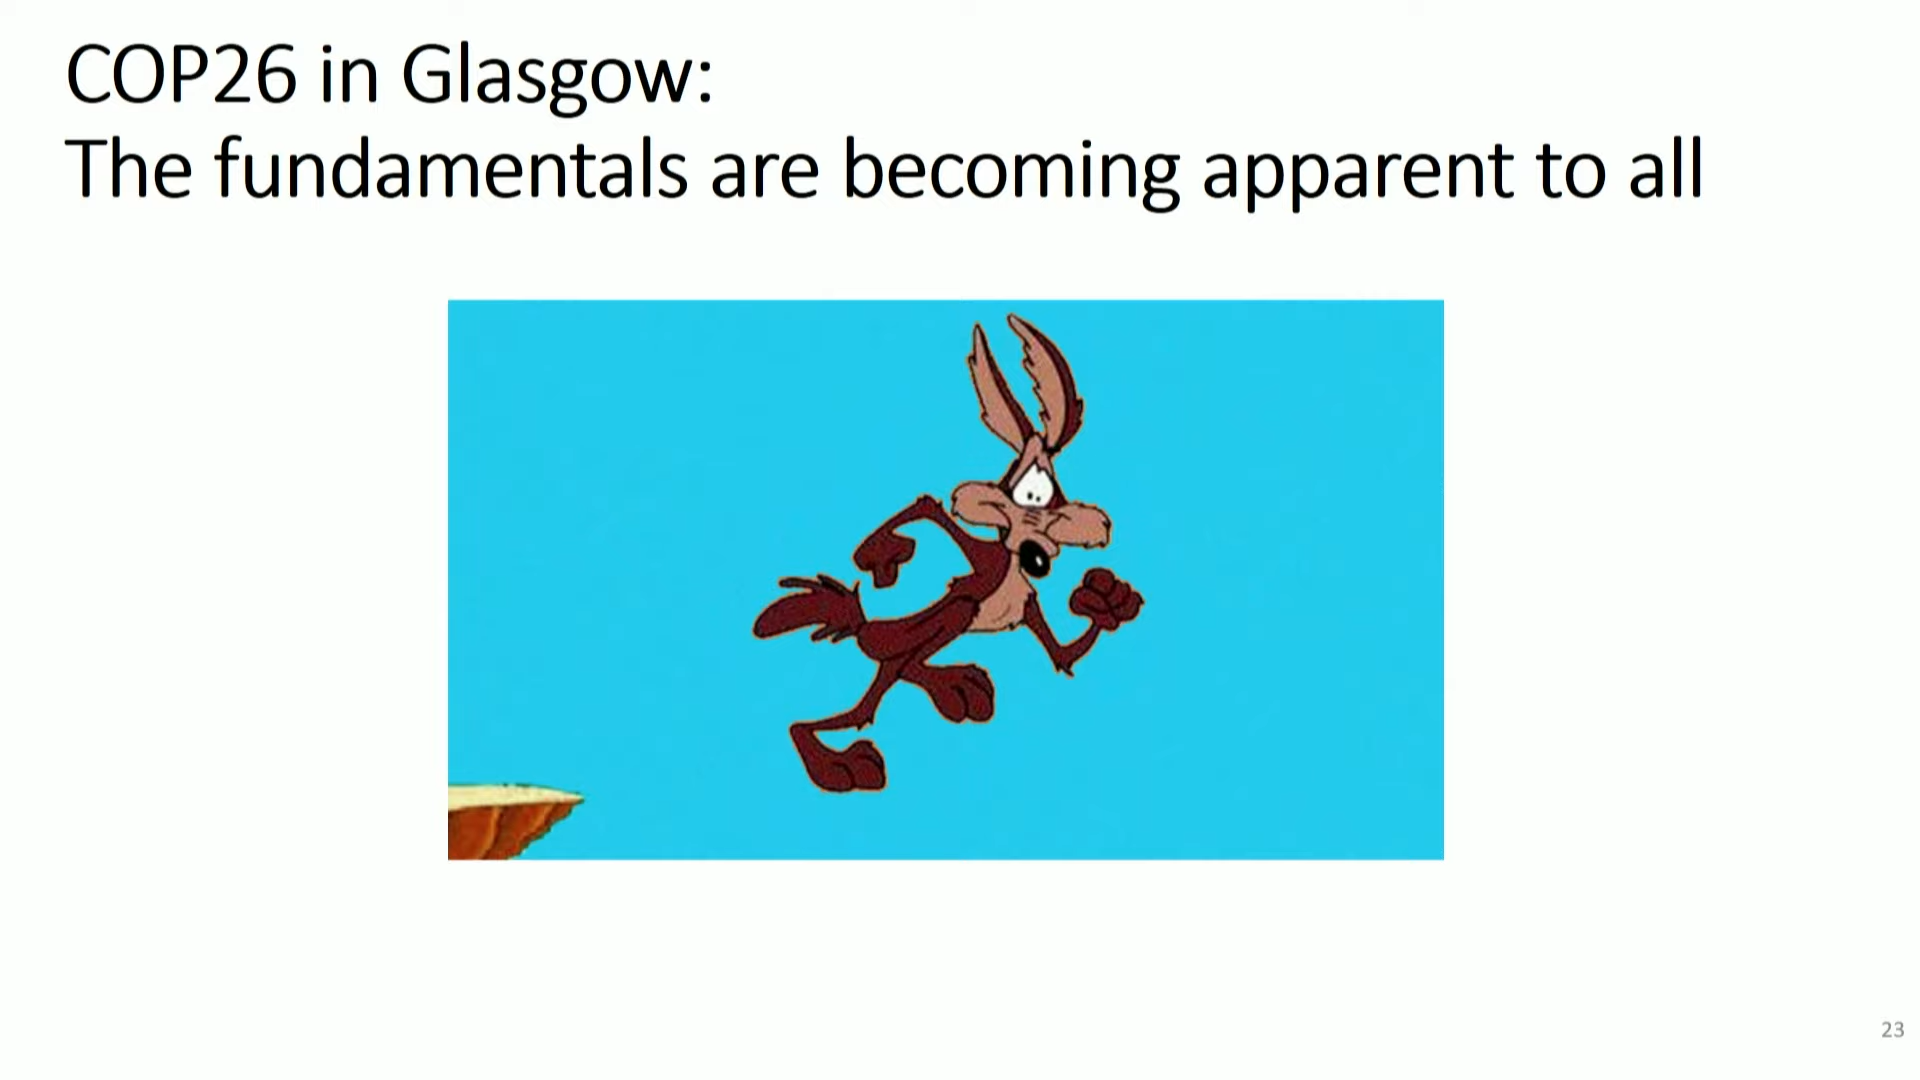 COP26 in Glasgow:
The fundamentals are becoming apparent to all
23